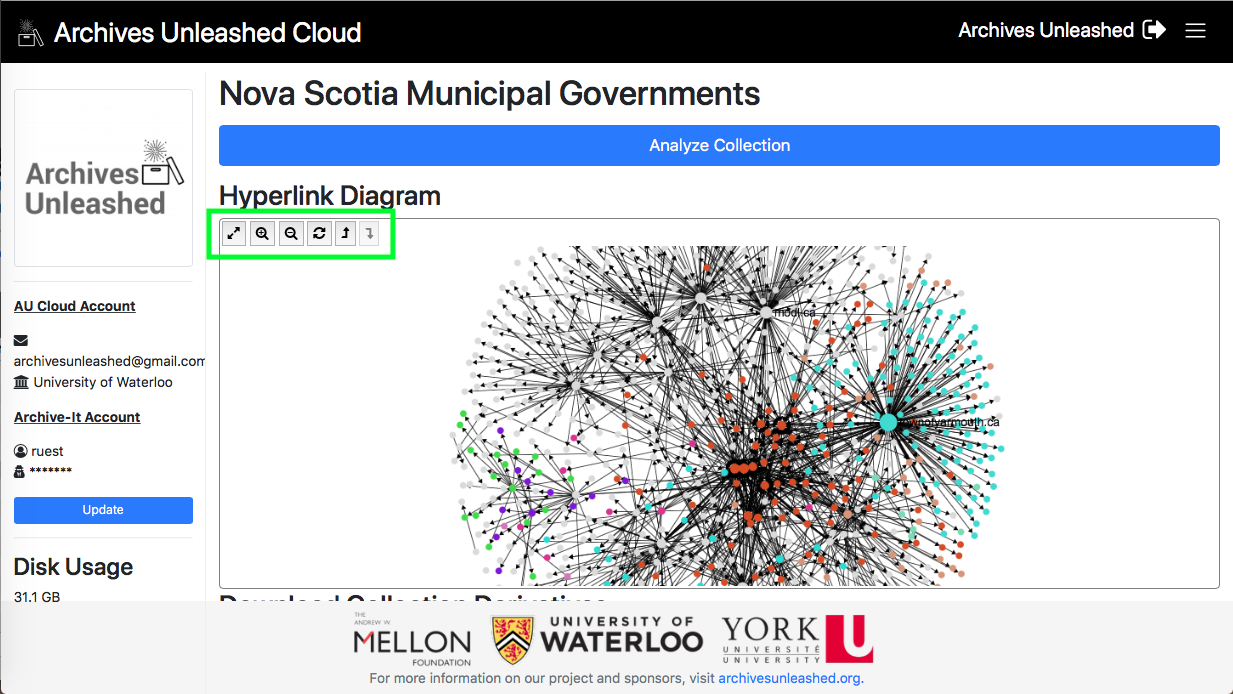 Archives Unleashed Cloud
Archives Unleashed
Archives
Unleashed
AU Cloud Account
archivesunleashed@gmail.com
University of Waterloo
Archive-It Account
ruest
*******
Update
Disk Usage
31.1 GB
Nova Scotia Municipal Governments
Analyze Collection
Hyperlink Diagram
modl.ca
townofyarmouth.ca
Download Collection Derivatives
THE
ANDREW W.
MELLON
FOUNDATION
UNIVERSITY OF
WATERLOO
YORK
UNIVERSITÉ
UNIVERSITY
U
For more information on our project and sponsors, visit archivesunleashed.org.